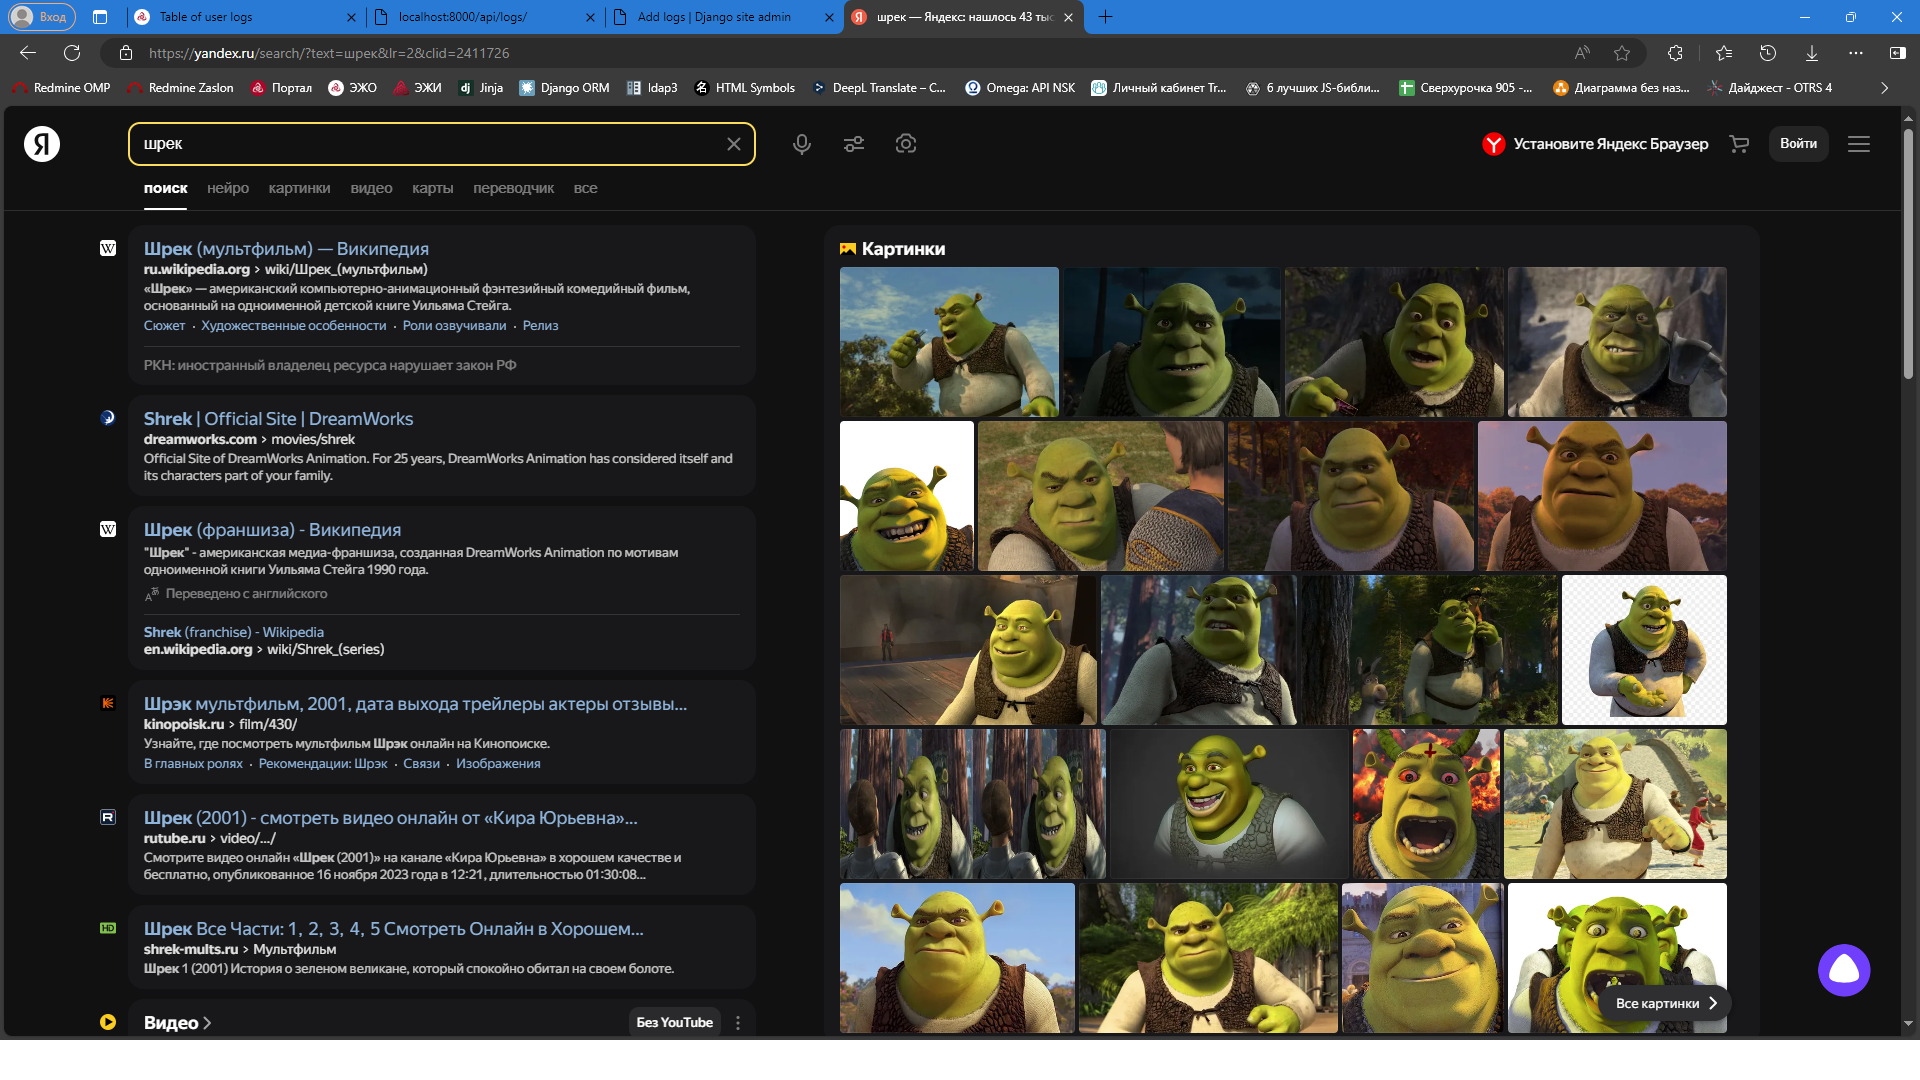 Вход
Table of user logs
localhost:8000/api/logs/
Add logs | Django site admin
шрек — Яндекс: нашлось 43 тыс
https://yandex.ru/search/?text=шрек&lr=2&clid=2411726
Redmine OMP
Redmine Zaslon
Портал
ЭЖО
ЭЖИ
Jinja
Django ORM
ldap3
HTML Symbols
DeepL Translate – С...
Omega: API NSK
Личный кабинет Тг...
6 лучших JS-библи...
Сверхурочка 905 -...
Диаграмма без наз...
Дайджест - OTRS 4
Я
шрек
Установите Яндекс Браузер
Войти
поиск
нейро
картинки
видео
карты
переводчик
все
Шрек (мультфильм) — Википедия
ru.wikipedia.org › wiki/Шрек_(мультфильм)
«Шрек» — американский компьютерно-анимационный фэнтезийный комедийный фильм,
основанный на одноименной детской книге Уильяма Стейга.
Сюжет · Художественные особенности · Роли озвучивали · Релиз
РКН: иностранный владелец ресурса нарушает закон РФ
Shrek | Official Site | DreamWorks
dreamworks.com › movies/shrek
Official Site of DreamWorks Animation. For 25 years, DreamWorks Animation has considered itself and
its characters part of your family.
Шрек (франшиза) - Википедия
"Шрек" - американская медиа-франшиза, созданная DreamWorks Animation по мотивам
одноименной книги Уильяма Стейга 1990 года.
Переведено с английского
Shrek (franchise) - Wikipedia
en.wikipedia.org › wiki/Shrek_(series)
Шрэк мультфильм, 2001, дата выхода трейлеры актеры отзывы...
kinopoisk.ru › film/430/
Узнайте, где посмотреть мультфильм Шрэк онлайн на Кинопоиске.
В главных ролях · Рекомендации: Шрэк · Связи · Изображения
Шрек (2001) - смотреть видео онлайн от «Кира Юрьевна»...
rutube.ru › video/.../
Смотрите видео онлайн «Шрек (2001)» на канале «Кира Юрьевна» в хорошем качестве и
бесплатно, опубликованное 16 ноября 2023 года в 12:21, длительностью 01:30:08...
Шрек Все Части: 1, 2, 3, 4, 5 Смотреть Онлайн в Хорошем...
shrek-mults.ru › Мультфильм
Шрек 1 (2001) История о зеленом великане, который спокойно обитал на своем болоте.
Видео
Без YouTube
Картинки
Все картинки